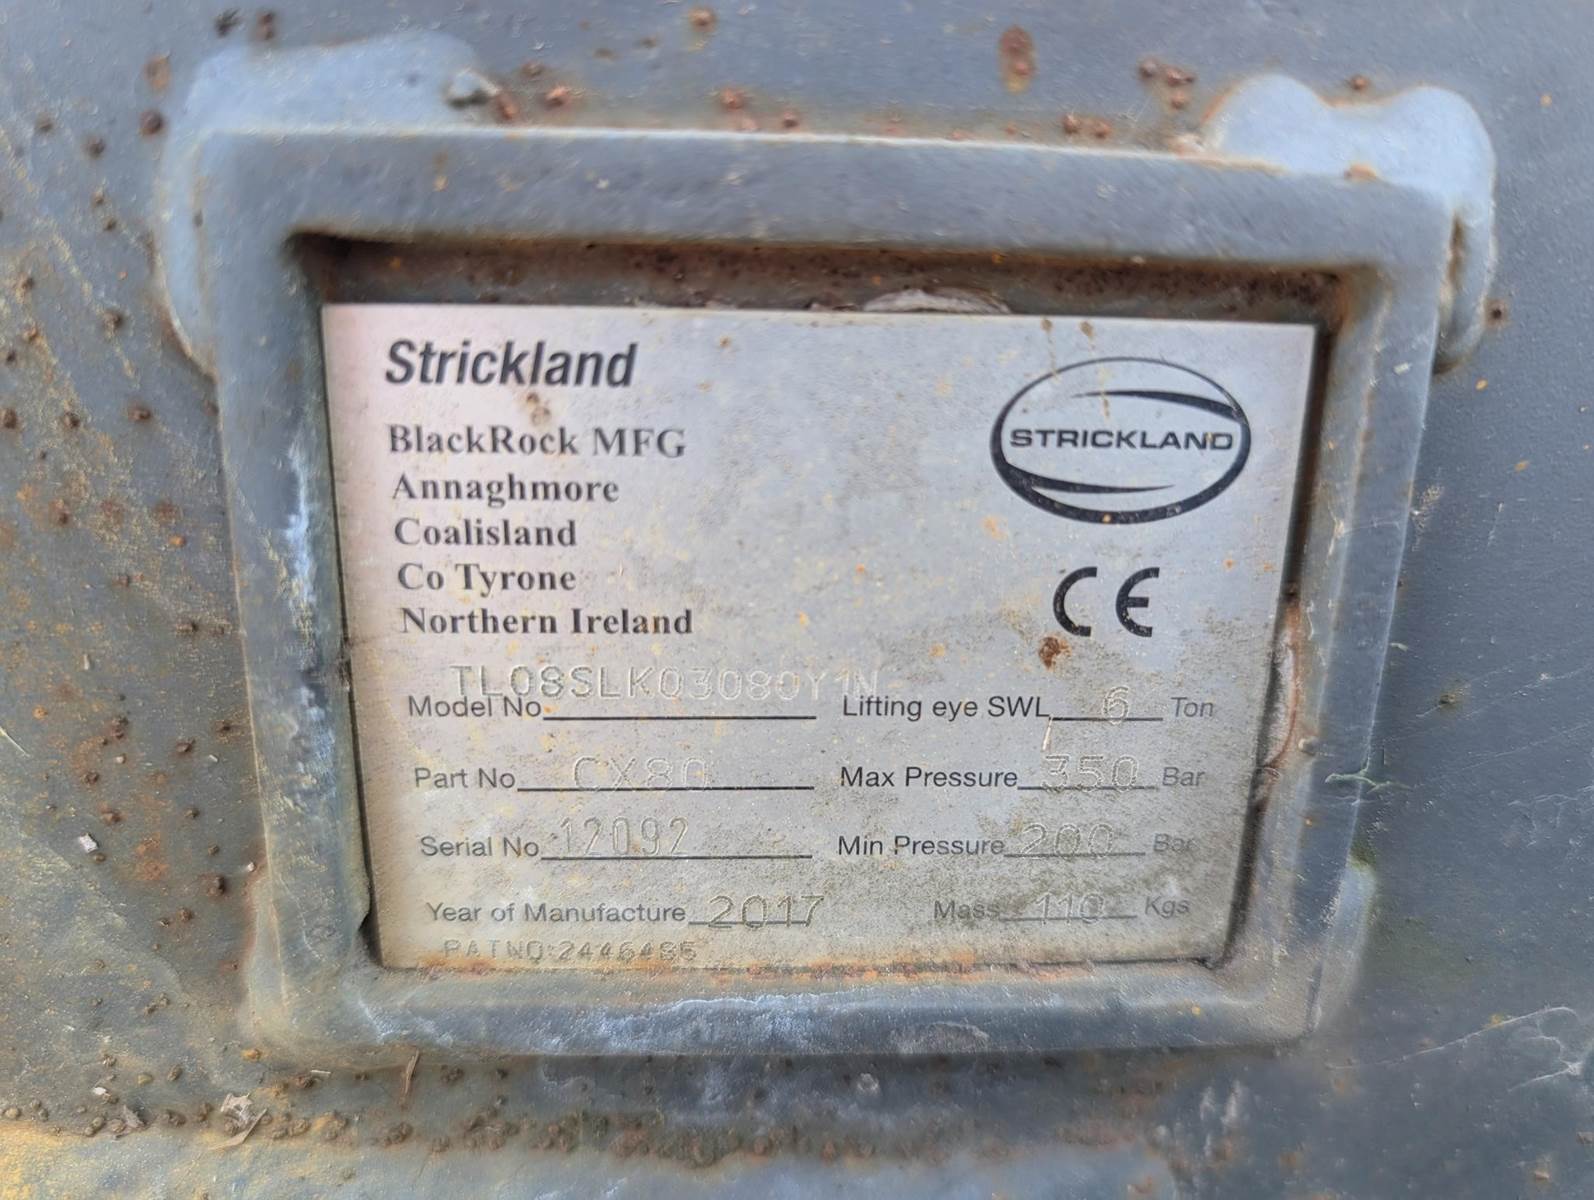 Strickland
STRICKLAND
BlackRock MFG
Annaghmore
Coalisland
Co Tyrone
Northern Ireland
CE
Model No TL08SLK03080Y1N Lifting eye SWL 6 Ton
Part No CX80 Max Pressure 350 Bar
Serial No 12092 Min Pressure 200 Bar
Year of Manufacture 2017 Mass 110 Kgs
PATNO:2446485